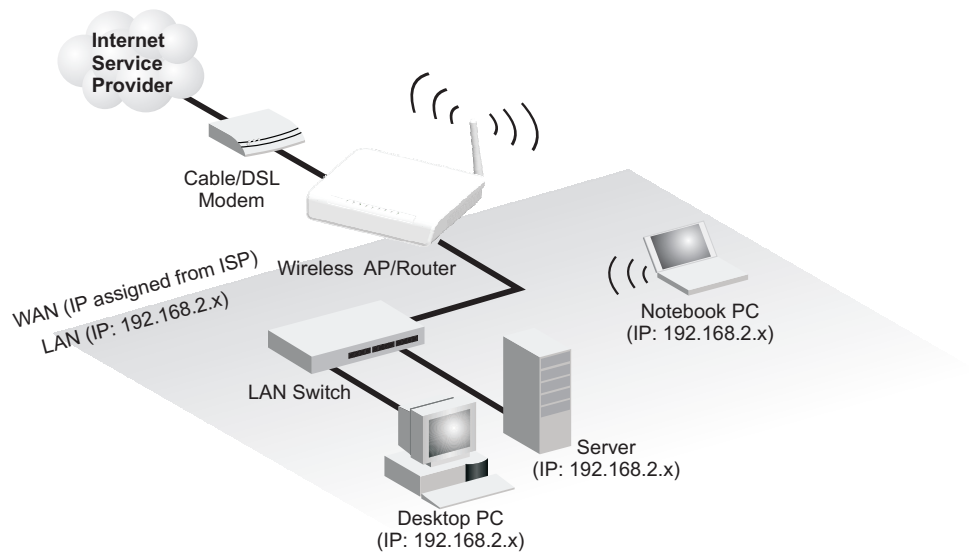 Internet
Service
Provider
Cable/DSL
Modem
Wireless AP/Router
WAN (IP assigned from ISP)
LAN (IP: 192.168.2.x)
Notebook PC
(IP: 192.168.2.x)
LAN Switch
Server
(IP: 192.168.2.x)
Desktop PC
(IP: 192.168.2.x)